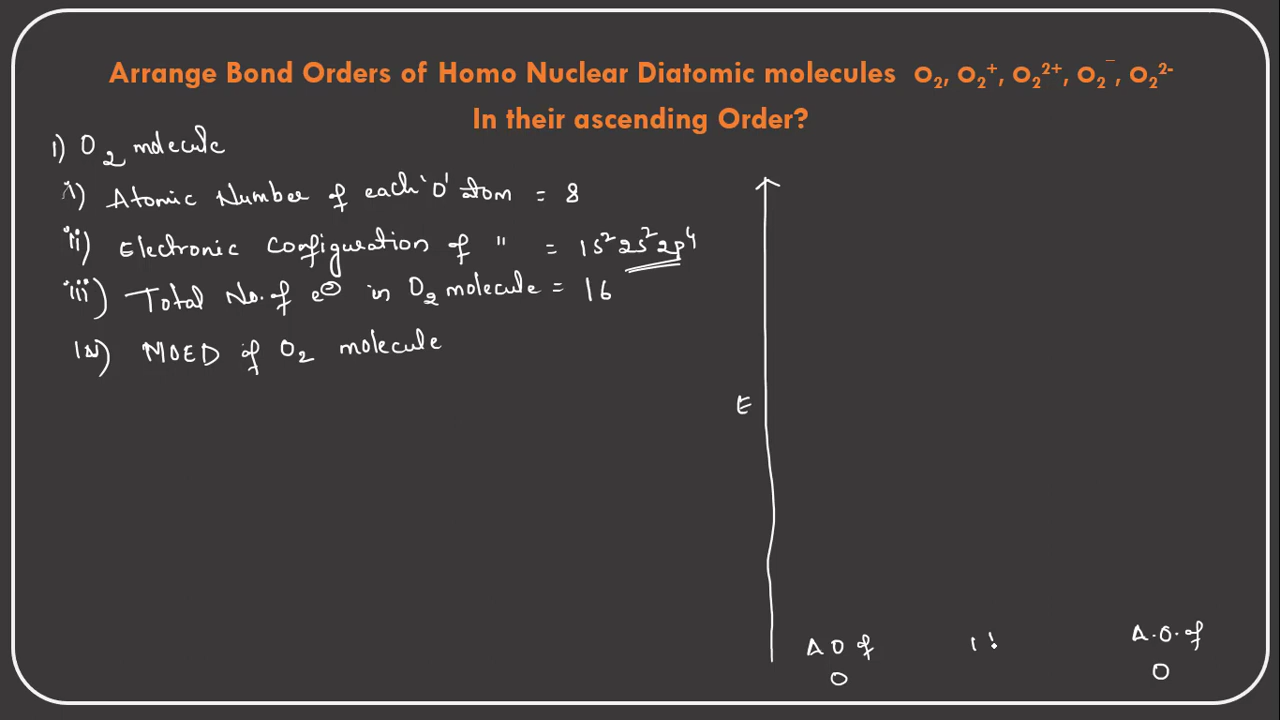 Arrange Bond Orders of Homo Nuclear Diatomic molecules O₂, O₂⁺, O₂²⁺, O₂⁻, O₂²⁻
In their ascending Order?
1) O₂ molecule
i) Atomic Number of each 'O' atom = 8
ii) Electronic Configuration of " = 1s² 2s² 2p⁴
iii) Total No. of e⊖ in O₂ molecule = 16
iv) MOED of O₂ molecule
E
A O of
O
A.O. of
O